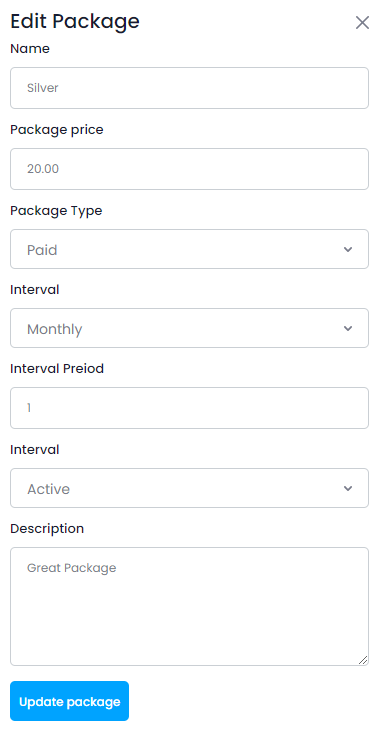 Edit Package
Name
Silver
Package price
20.00
Package Type
Paid
Interval
Monthly
Interval Preiod
1
Interval
Active
Description
Great Package
Update package